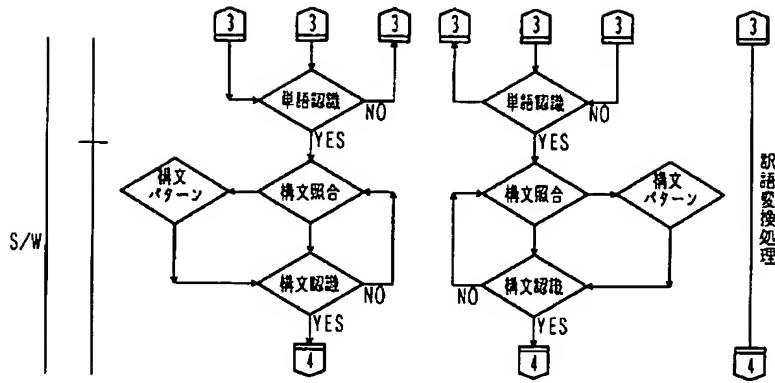 3 3 3 3 3 3 3
単語認識 NO
単語認識 NO
YES
YES
構文パターン
構文照合
構文照合
構文パターン
S/W
訳語変換処理
構文認識 NO
NO 構文認識
YES
YES
4 4 4